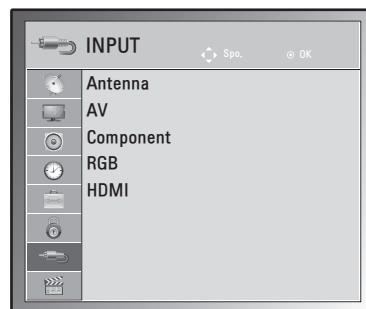 INPUT
Spo. OK
Antenna
AV
Component
RGB
HDMI